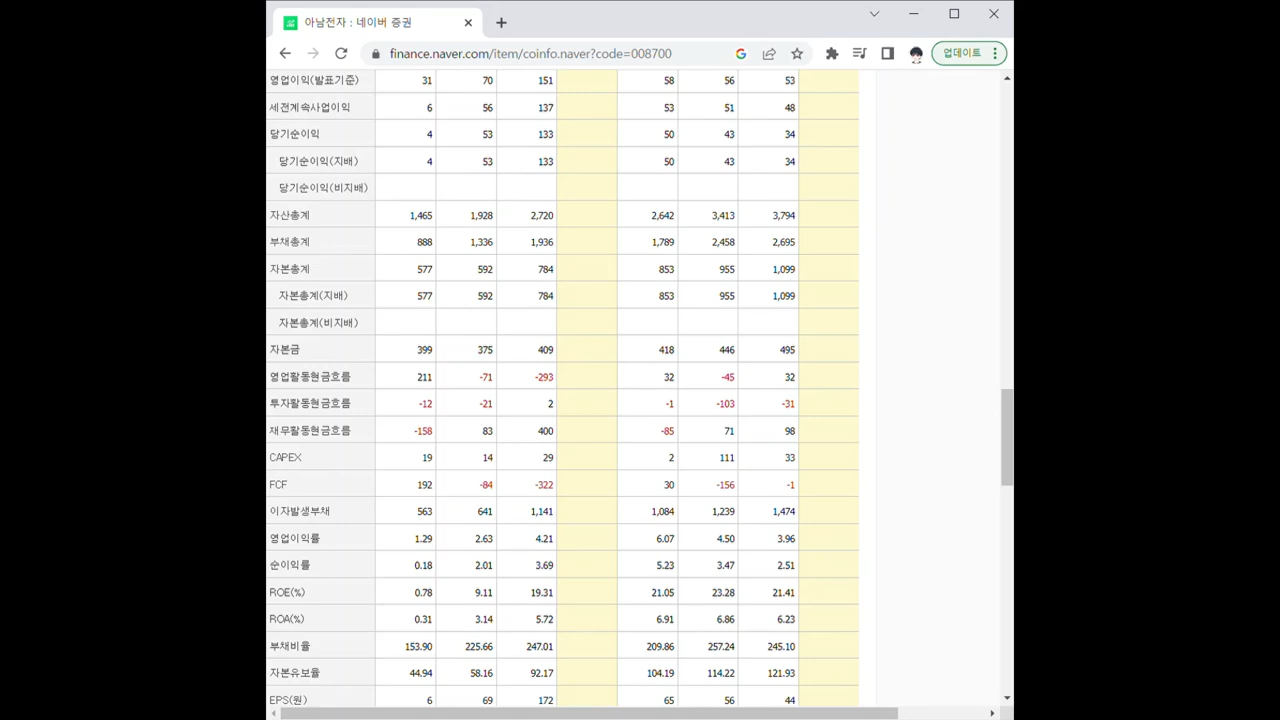 아남전자 : 네이버 증권
finance.naver.com/item/coinfo.naver?code=008700
업데이트
영업이익(발표기준) 31 70 151 58 56 53
세전계속사업이익 6 56 137 53 51 48
당기순이익 4 53 133 50 43 34
당기순이익(지배) 4 53 133 50 43 34
당기순이익(비지배)
자산총계 1,465 1,928 2,720 2,642 3,413 3,794
부채총계 888 1,336 1,936 1,789 2,458 2,695
자본총계 577 592 784 853 955 1,099
자본총계(지배) 577 592 784 853 955 1,099
자본총계(비지배)
자본금 399 375 409 418 446 495
영업활동현금흐름 211 -71 -293 32 -45 32
투자활동현금흐름 -12 -21 2 -1 -103 -31
재무활동현금흐름 -158 83 400 -85 71 98
CAPEX 19 14 29 2 111 33
FCF 192 -84 -322 30 -156 -1
이자발생부채 563 641 1,141 1,084 1,239 1,474
영업이익률 1.29 2.63 4.21 6.07 4.50 3.96
순이익률 0.18 2.01 3.69 5.23 3.47 2.51
ROE(%) 0.78 9.11 19.31 21.05 23.28 21.41
ROA(%) 0.31 3.14 5.72 6.91 6.86 6.23
부채비율 153.90 225.66 247.01 209.86 257.24 245.10
자본유보율 44.94 58.16 92.17 104.19 114.22 121.93
EPS(원) 6 69 172 65 56 44